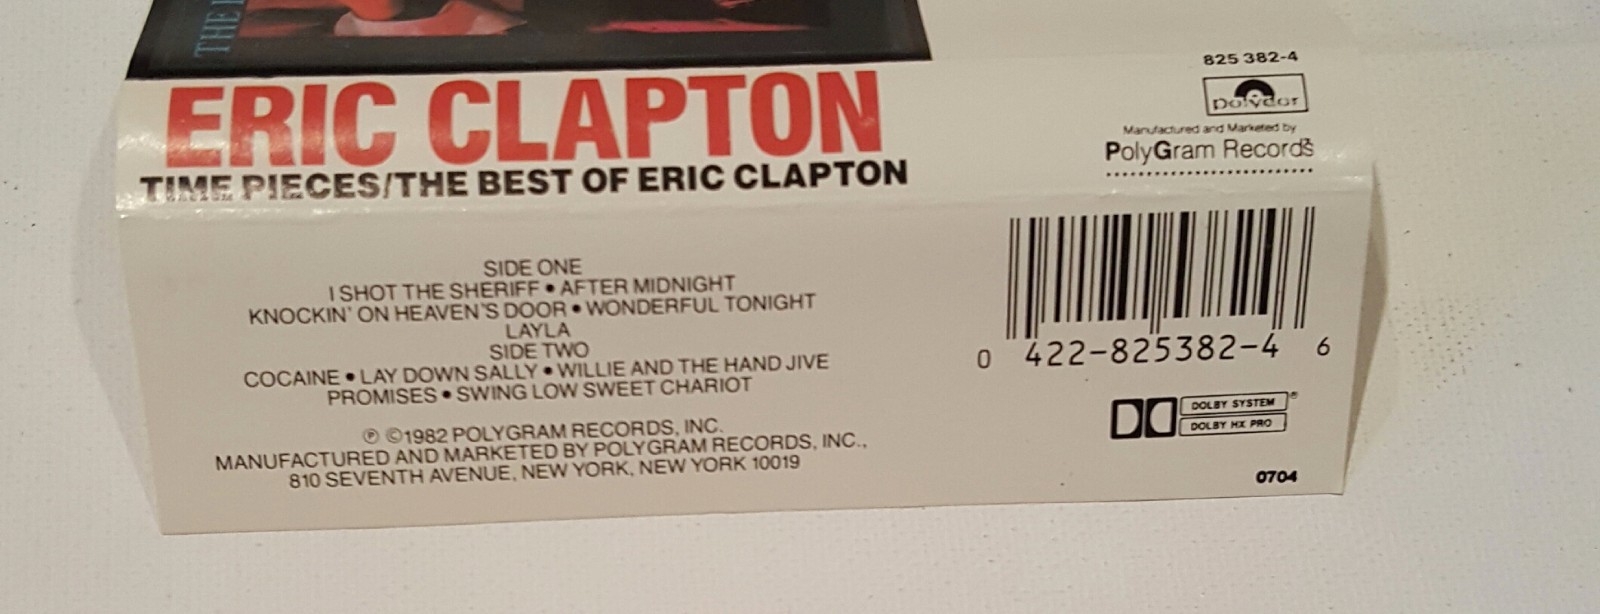 THE
ERIC CLAPTON
TIME PIECES/THE BEST OF ERIC CLAPTON
825 382-4
polydor
Manufactured and Marketed by
PolyGram Records
SIDE ONE
I SHOT THE SHERIFF • AFTER MIDNIGHT
KNOCKIN' ON HEAVEN'S DOOR • WONDERFUL TONIGHT
LAYLA
SIDE TWO
COCAINE • LAY DOWN SALLY • WILLIE AND THE HAND JIVE
PROMISES • SWING LOW SWEET CHARIOT
℗ ©1982 POLYGRAM RECORDS, INC.
MANUFACTURED AND MARKETED BY POLYGRAM RECORDS, INC.,
810 SEVENTH AVENUE, NEW YORK, NEW YORK 10019
0 422-825382-4 6
DOLBY SYSTEM®
DOLBY HX PRO
0704